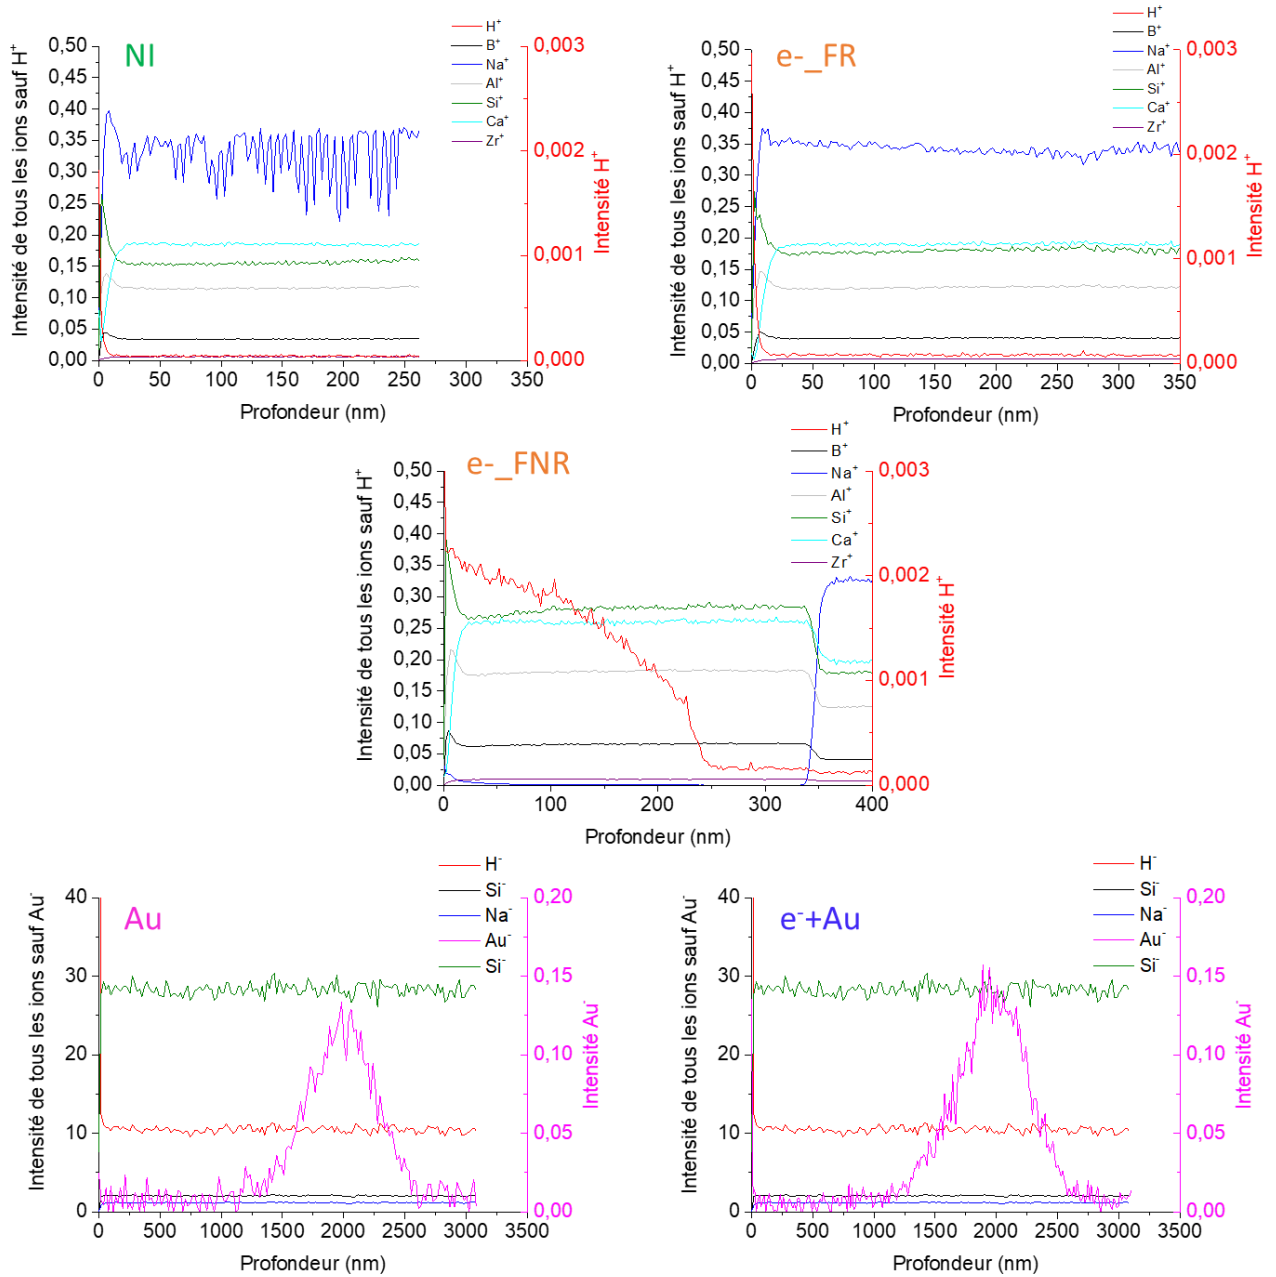 NI
Intensité de tous les ions sauf H⁺
0,50
0,45
0,40
0,35
0,30
0,25
0,20
0,15
0,10
0,05
0,00
0 50 100 150 200 250 300 350
Profondeur (nm)
H⁺
B⁺
Na⁺
Al⁺
Si⁺
Ca⁺
Zr⁺
0,003
0,002
0,001
0,000
Intensité H⁺
e-_FR
Intensité de tous les ions sauf H⁺
0,50
0,45
0,40
0,35
0,30
0,25
0,20
0,15
0,10
0,05
0,00
0 50 100 150 200 250 300 350
Profondeur (nm)
H⁺
B⁺
Na⁺
Al⁺
Si⁺
Ca⁺
Zr⁺
0,003
0,002
0,001
0,000
Intensité H⁺
e-_FNR
Intensité de tous les ions sauf H⁺
0,50
0,45
0,40
0,35
0,30
0,25
0,20
0,15
0,10
0,05
0,00
0 100 200 300 400
Profondeur (nm)
H⁺
B⁺
Na⁺
Al⁺
Si⁺
Ca⁺
Zr⁺
0,003
0,002
0,001
0,000
Intensité H⁺
Au
Intensité de tous les ions sauf Au⁻
40
30
20
10
0
0 500 1000 1500 2000 2500 3000 3500
Profondeur (nm)
H⁻
Si⁻
Na⁻
Au⁻
Si⁻
0,20
0,15
0,10
0,05
0,00
Intensité Au⁻
e⁻+Au
Intensité de tous les ions sauf Au⁻
40
30
20
10
0
0 500 1000 1500 2000 2500 3000 3500
Profondeur (nm)
H⁻
Si⁻
Na⁻
Au⁻
Si⁻
0,20
0,15
0,10
0,05
0,00
Intensité Au⁻